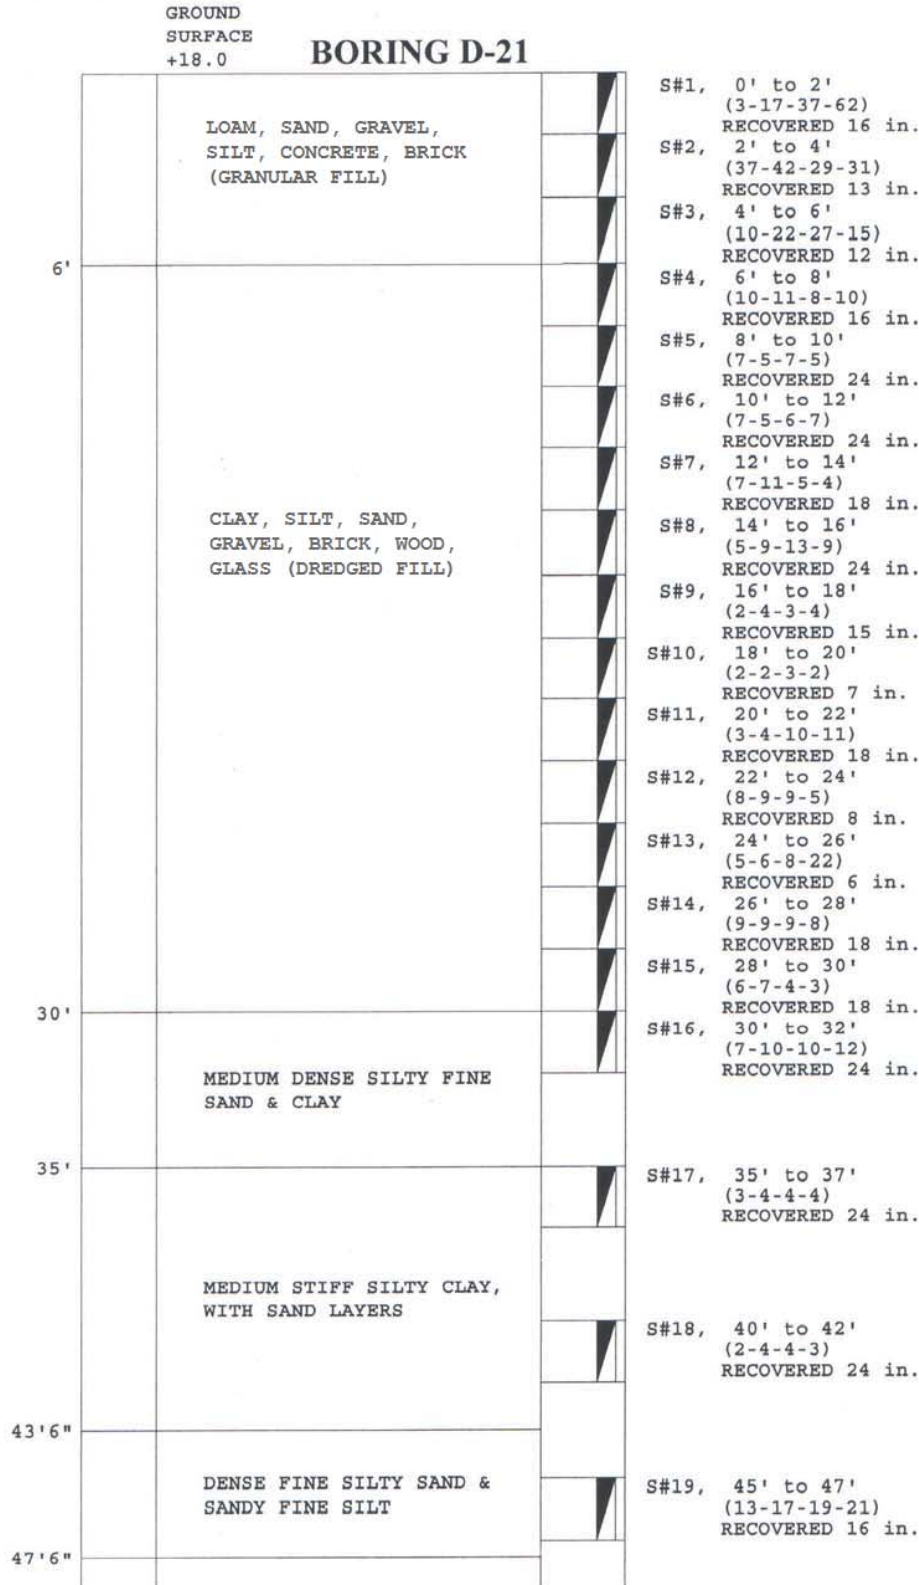 GROUND
SURFACE
+18.0
BORING D-21
LOAM, SAND, GRAVEL,
SILT, CONCRETE, BRICK
(GRANULAR FILL)
6'
CLAY, SILT, SAND,
GRAVEL, BRICK, WOOD,
GLASS (DREDGED FILL)
30'
MEDIUM DENSE SILTY FINE
SAND & CLAY
35'
MEDIUM STIFF SILTY CLAY,
WITH SAND LAYERS
43'6"
DENSE FINE SILTY SAND &
SANDY FINE SILT
47'6"
S#1, 0' to 2'
(3-17-37-62)
RECOVERED 16 in.
S#2, 2' to 4'
(37-42-29-31)
RECOVERED 13 in.
S#3, 4' to 6'
(10-22-27-15)
RECOVERED 12 in.
S#4, 6' to 8'
(10-11-8-10)
RECOVERED 16 in.
S#5, 8' to 10'
(7-5-7-5)
RECOVERED 24 in.
S#6, 10' to 12'
(7-5-6-7)
RECOVERED 24 in.
S#7, 12' to 14'
(7-11-5-4)
RECOVERED 18 in.
S#8, 14' to 16'
(5-9-13-9)
RECOVERED 24 in.
S#9, 16' to 18'
(2-4-3-4)
RECOVERED 15 in.
S#10, 18' to 20'
(2-2-3-2)
RECOVERED 7 in.
S#11, 20' to 22'
(3-4-10-11)
RECOVERED 18 in.
S#12, 22' to 24'
(8-9-9-5)
RECOVERED 8 in.
S#13, 24' to 26'
(5-6-8-22)
RECOVERED 6 in.
S#14, 26' to 28'
(9-9-9-8)
RECOVERED 18 in.
S#15, 28' to 30'
(6-7-4-3)
RECOVERED 18 in.
S#16, 30' to 32'
(7-10-10-12)
RECOVERED 24 in.
S#17, 35' to 37'
(3-4-4-4)
RECOVERED 24 in.
S#18, 40' to 42'
(2-4-4-3)
RECOVERED 24 in.
S#19, 45' to 47'
(13-17-19-21)
RECOVERED 16 in.